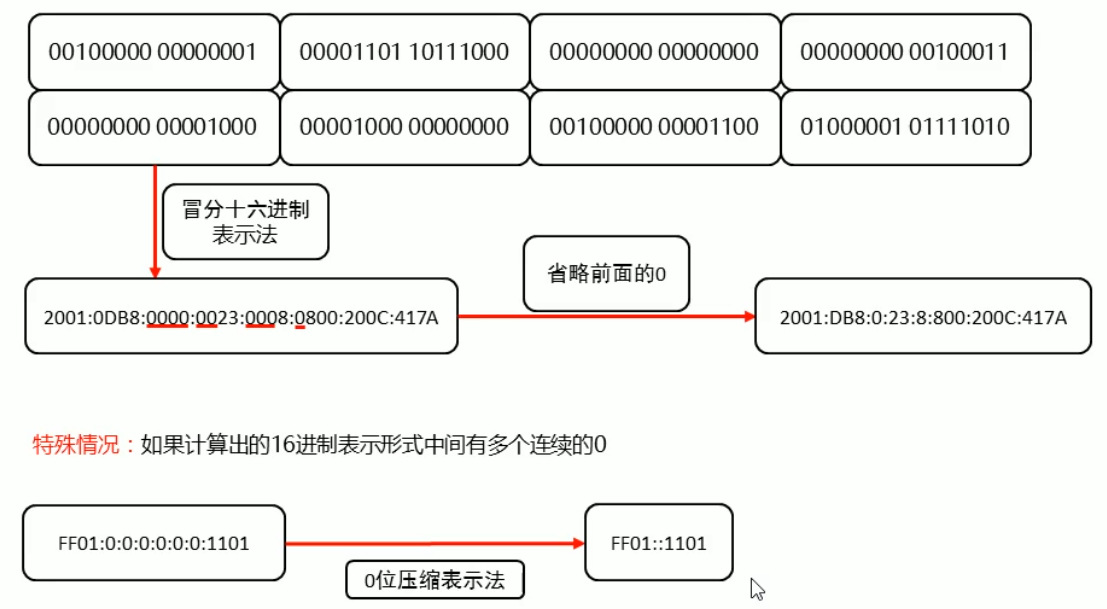 00100000 00000001 00001101 10111000 00000000 00000000 00000000 00100011
00000000 00001000 00001000 00000000 00100000 00001100 01000001 01111010
冒分十六进制
表示法
省略前面的0
2001:0DB8:0000:0023:0008:0800:200C:417A
2001:DB8:0:23:8:800:200C:417A
特殊情况：如果计算出的16进制表示形式中间有多个连续的0
FF01:0:0:0:0:0:0:1101
FF01::1101
0位压缩表示法